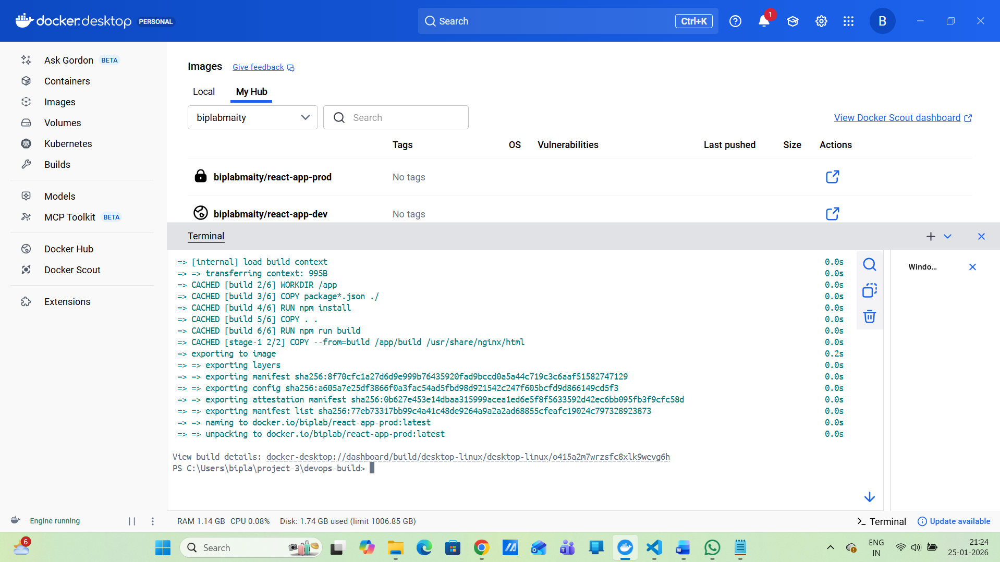 docker.desktop PERSONAL
Search Ctrl+K
1
B
Ask Gordon BETA
Containers
Images
Volumes
Kubernetes
Builds
Models
MCP Toolkit BETA
Docker Hub
Docker Scout
Extensions
Images Give feedback
Local My Hub
biplabmaity
Search
View Docker Scout dashboard
Tags OS Vulnerabilities Last pushed Size Actions
biplabmaity/react-app-prod No tags
biplabmaity/react-app-dev No tags
Terminal
=> [internal] load build context 0.0s
=> => transferring context: 995B 0.0s
=> CACHED [build 2/6] WORKDIR /app 0.0s
=> CACHED [build 3/6] COPY package*.json ./ 0.0s
=> CACHED [build 4/6] RUN npm install 0.0s
=> CACHED [build 5/6] COPY . . 0.0s
=> CACHED [build 6/6] RUN npm run build 0.0s
=> CACHED [stage-1 2/2] COPY --from=build /app/build /usr/share/nginx/html 0.0s
=> exporting to image 0.2s
=> => exporting layers 0.0s
=> => exporting manifest sha256:8f70cfc1a27d6d9e999b76435920fad9bccd0a5a44c719c3c6aaf51582747129 0.0s
=> => exporting config sha256:a605a7e25df3866f0a3fac54ad5fbd98d921542c247f605bcfd9d866149cd5f3 0.0s
=> => exporting attestation manifest sha256:0b627e453e14dbaa315999acea1ed6e5f8f5633592d42ec6bb095fb3f9cfc58d 0.0s
=> => exporting manifest list sha256:77eb73317bb99c4a41c48de9264a9a2a2ad68855cfeafc19024c797328923873 0.0s
=> => naming to docker.io/biplab/react-app-prod:latest 0.0s
=> => unpacking to docker.io/biplab/react-app-prod:latest 0.0s
View build details: docker-desktop://dashboard/build/desktop-linux/desktop-linux/o415a2m7wrzsfc8xlk9wevg6h
PS C:\Users\bipla\project-3\devops-build>
Windo...
Engine running
RAM 1.14 GB CPU 0.08% Disk: 1.74 GB used (limit 1006.85 GB)
Terminal
Update available
6
Search
ENG
IN
21:24
25-01-2026